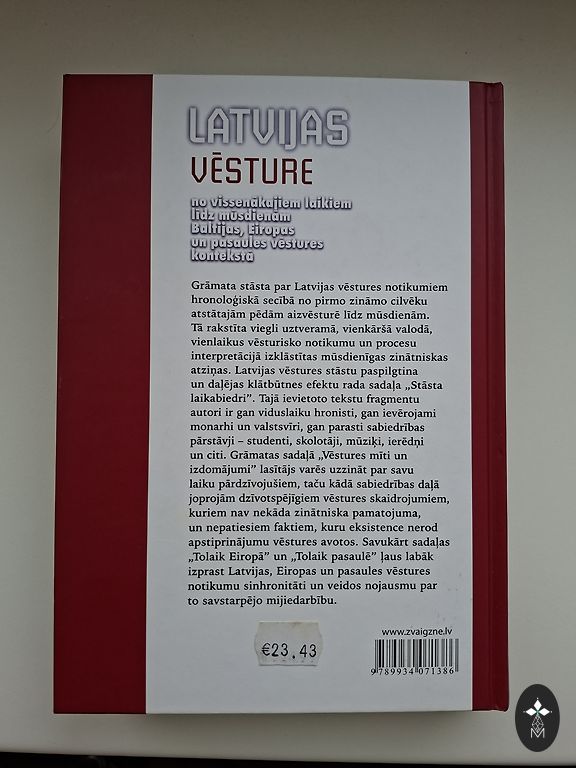 LATVIJAS
VĒSTURE
no vissenākajiem laikiem
līdz mūsdienām
Baltijas, Eiropas
un pasaules vēstures
kontekstā
Grāmata stāsta par Latvijas vēstures notikumiem
hronoloģiskā secībā no pirmo zināmo cilvēku
atstātajām pēdām aizvēsturē līdz mūsdienām.
Tā rakstīta viegli uztveramā, vienkāršā valodā,
vienlaikus vēsturisko notikumu un procesu
interpretācijā izklāstītas mūsdienīgas zinātniskas
atziņas. Latvijas vēstures stāstu paspilgtina
un daļējas klātbūtnes efektu rada sadaļa „Stāsta
laikabiedri”. Tajā ievietoto tekstu fragmentu
autori ir gan viduslaiku hronisti, gan ievērojami
monarhi un valstsvīri, gan parasti sabiedrības
pārstāvji – studenti, skolotāji, mūziķi, ierēdņi
un citi. Grāmatas sadaļā „Vēstures mīti un
izdomājumi” lasītājs varēs uzzināt par savu
laiku pārdzīvojušiem, taču kādā sabiedrības daļā
joprojām dzīvotspējīgiem vēstures skaidrojumiem,
kuriem nav nekāda zinātniska pamatojuma,
un nepatiesiem faktiem, kuru eksistence nerod
apstiprinājumu vēstures avotos. Savukārt sadaļas
„Tolaik Eiropā” un „Tolaik pasaulē” ļaus labāk
izprast Latvijas, Eiropas un pasaules vēstures
notikumu sinhronitāti un veidos nojausmu par
to savstarpējo mijiedarbību.
www.zvaigzne.lv
€23,43
9 789934 071386
M